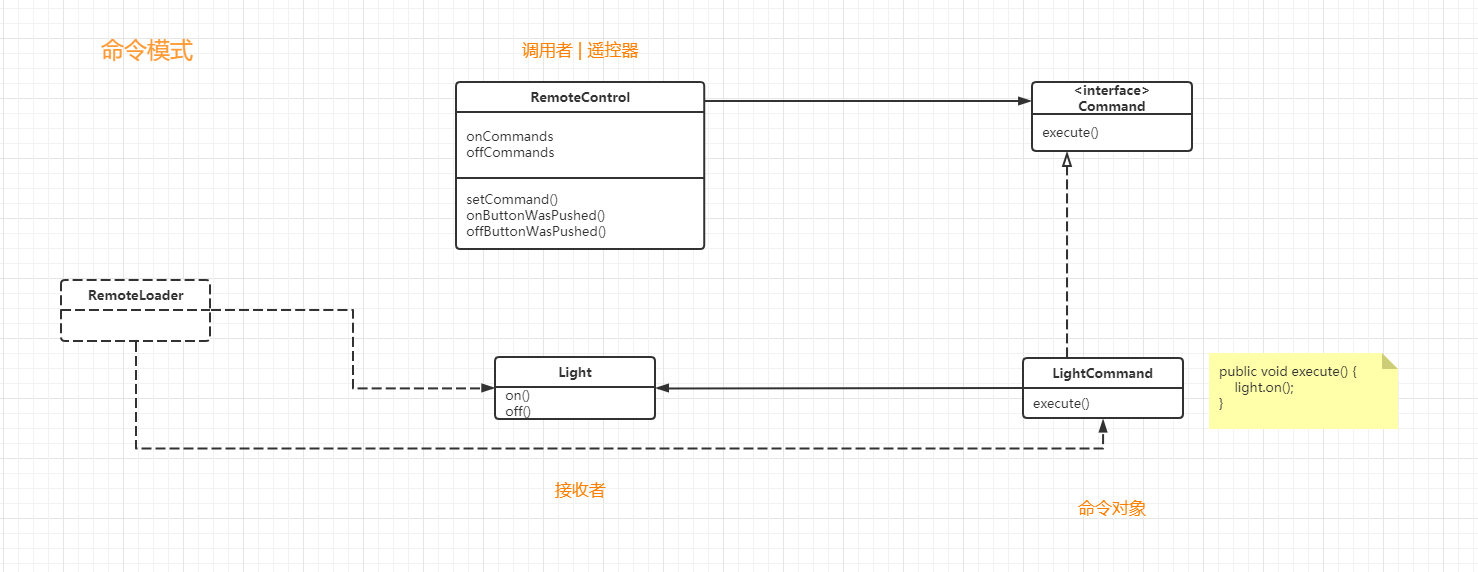 命令模式
调用者 | 遥控器
RemoteControl
onCommands
offCommands
setCommand()
onButtonWasPushed()
offButtonWasPushed()
<interface>
Command
execute()
RemoteLoader
Light
on()
off()
LightCommand
execute()
public void execute() {
    light.on();
}
接收者
命令对象